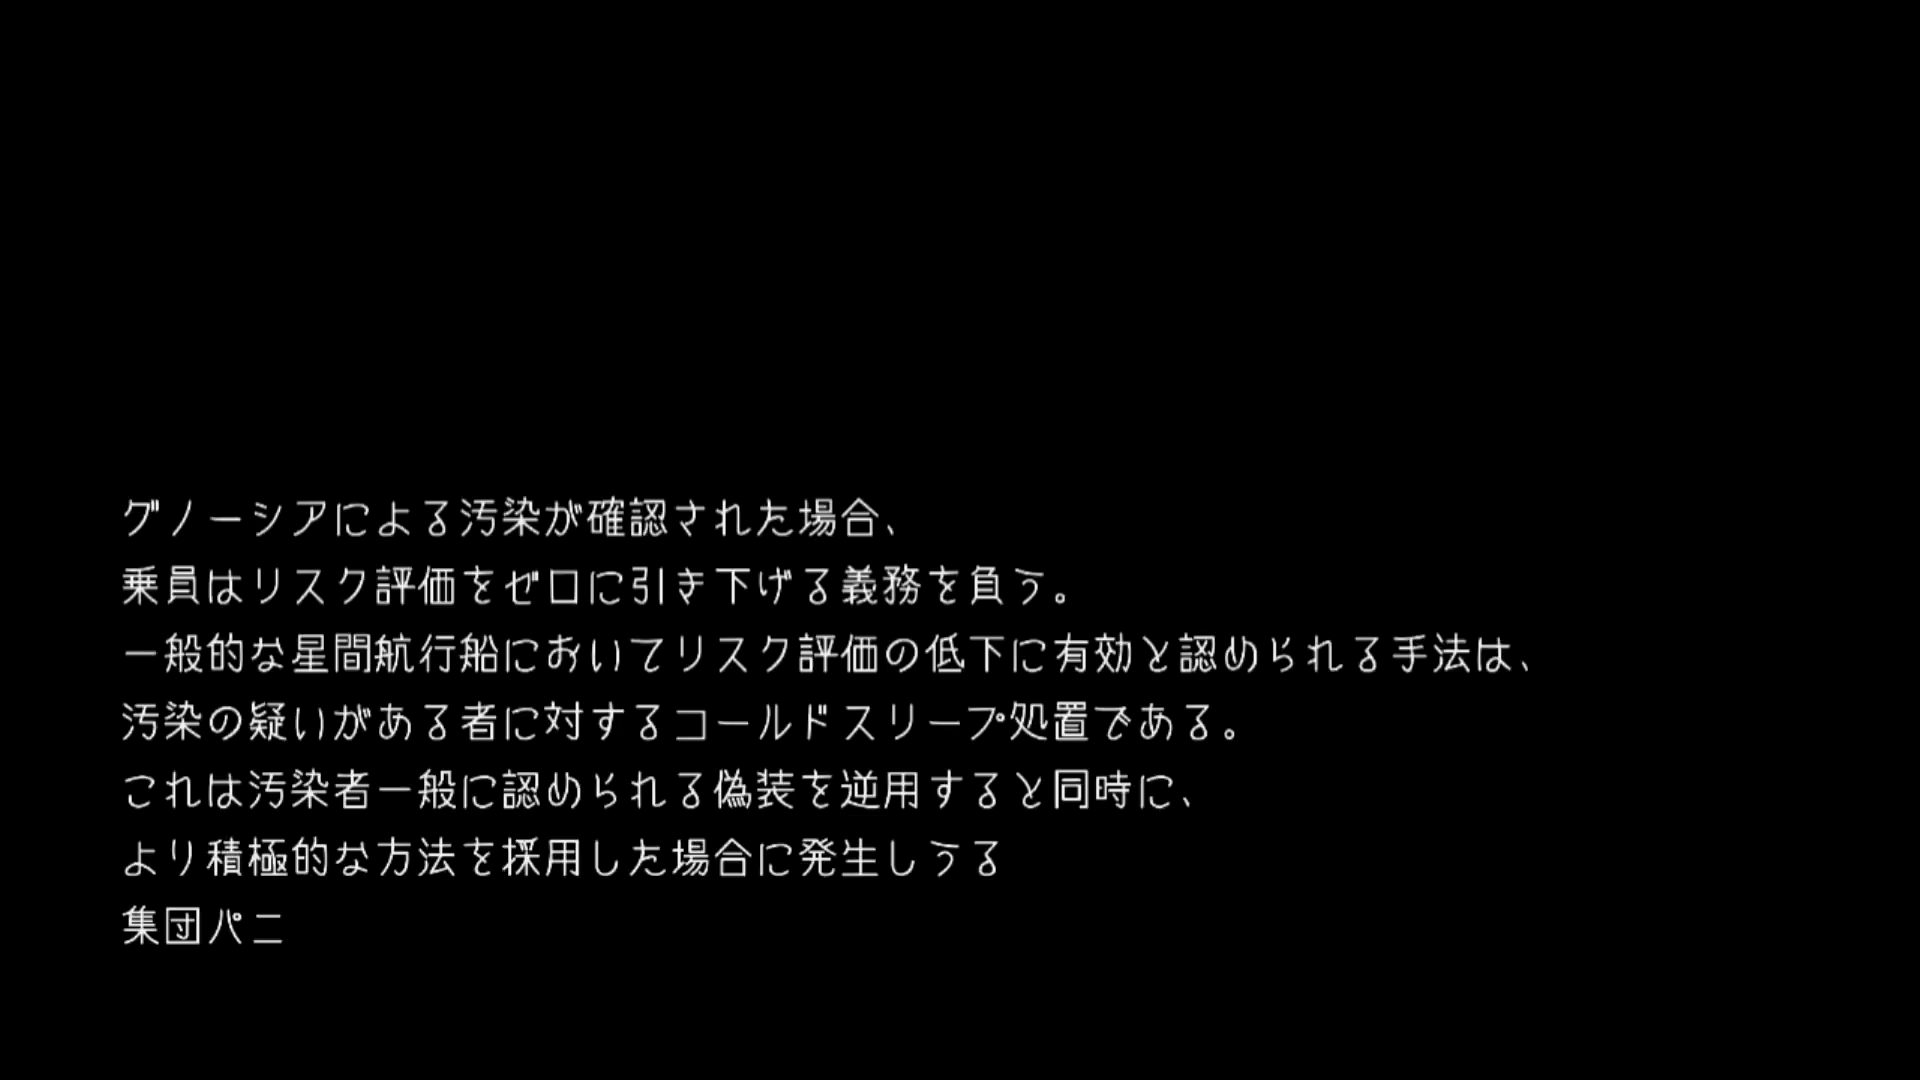 グノーシアによる汚染が確認された場合、
乗員はリスク評価をゼロに引き下げる義務を負う。
一般的な星間航行船においてリスク評価の低下に有効と認められる手法は、
汚染の疑いがある者に対するコールドスリープ処置である。
これは汚染者一般に認められる偽装を逆用すると同時に、
より積極的な方法を採用した場合に発生しうる
集団パニ